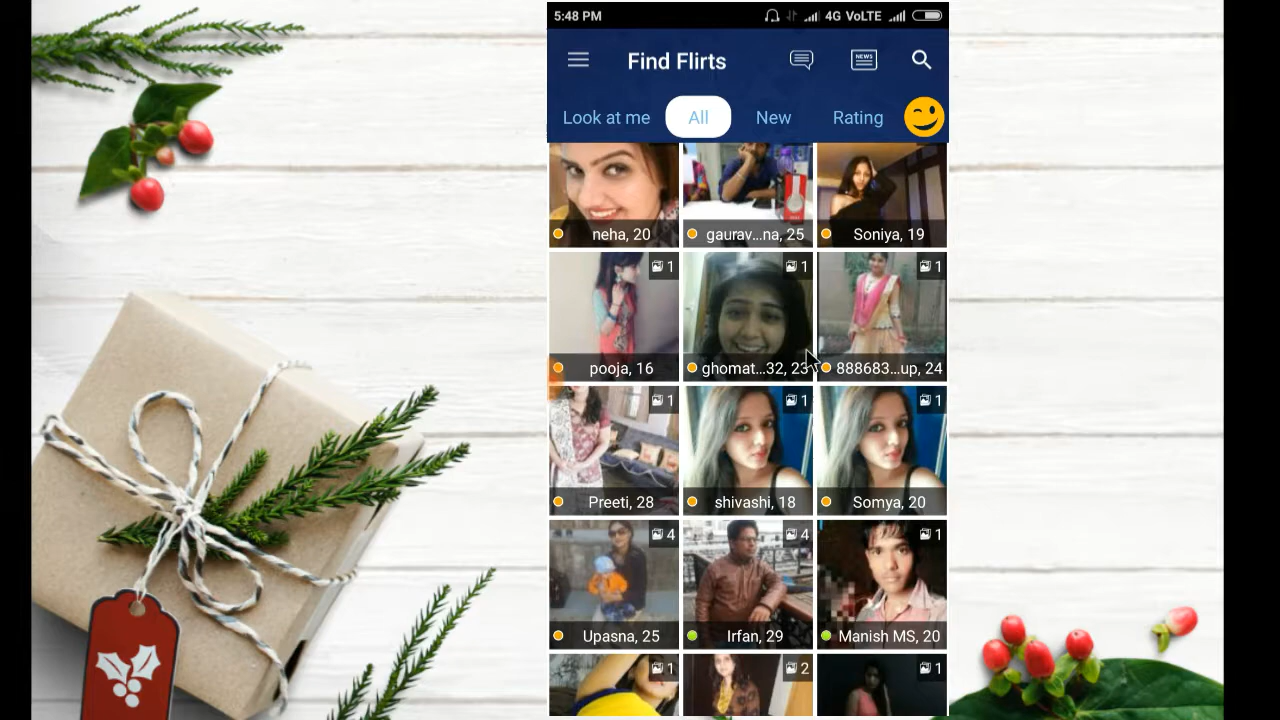 5:48 PM 4G VoLTE
Find Flirts NEWS
Look at me All New Rating
neha, 20 gaurav...na, 25 Soniya, 19
1 1 1
pooja, 16 ghomat...32, 23 888683...up, 24
1 1 1
Preeti, 28 shivashi, 18 Somya, 20
4 4 1
Upasna, 25 Irfan, 29 Manish MS, 20
1 2 1